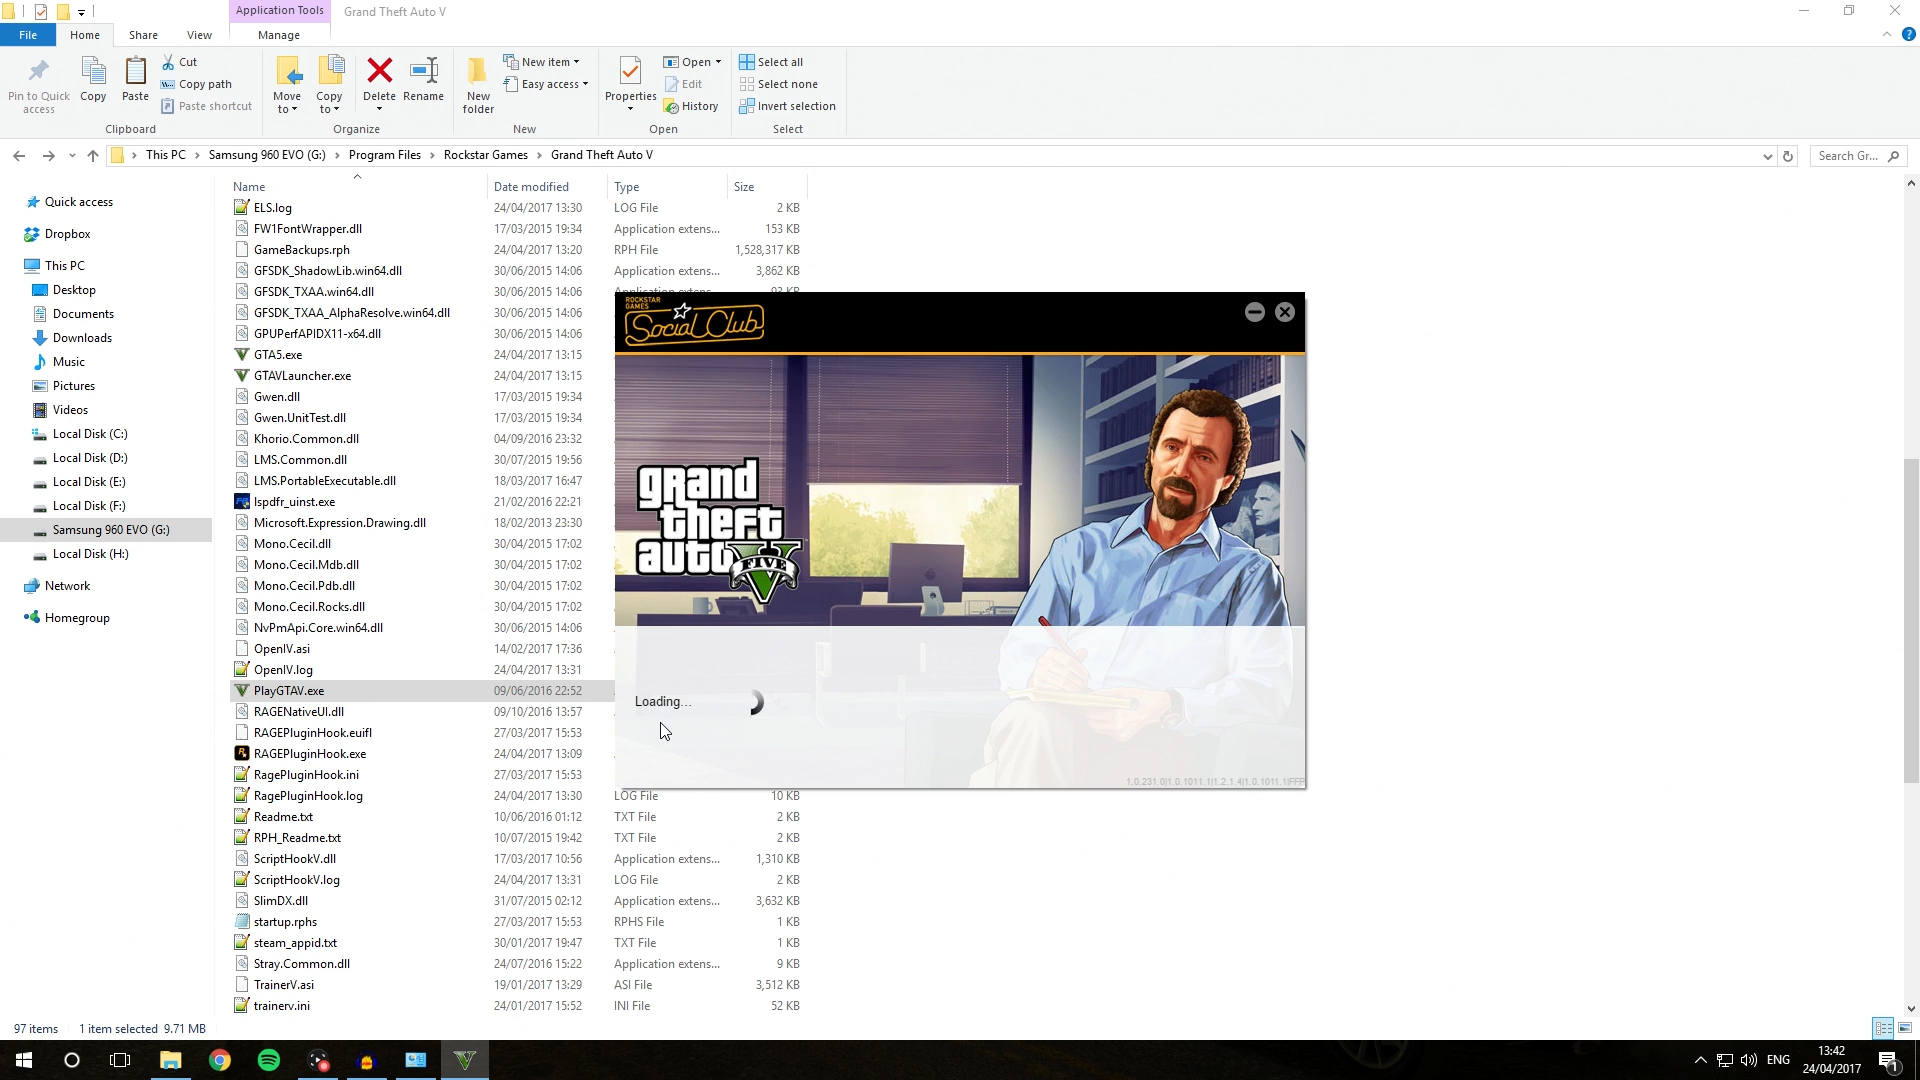 Application Tools
Grand Theft Auto V
File
Home
Share
View
Manage
Pin to Quick access
Copy
Paste
Cut
Copy path
Paste shortcut
Clipboard
Move to
Copy to
Delete
Rename
Organize
New folder
New item
Easy access
New
Properties
Open
Edit
History
Open
Select all
Select none
Invert selection
Select
This PC
Samsung 960 EVO (G:)
Program Files
Rockstar Games
Grand Theft Auto V
Search Gr...
Quick access
Dropbox
This PC
Desktop
Documents
Downloads
Music
Pictures
Videos
Local Disk (C:)
Local Disk (D:)
Local Disk (E:)
Local Disk (F:)
Samsung 960 EVO (G:)
Local Disk (H:)
Network
Homegroup
Name Date modified Type Size
ELS.log 24/04/2017 13:30 LOG File 2 KB
FW1FontWrapper.dll 17/03/2015 19:34 Application extens... 153 KB
GameBackups.rph 24/04/2017 13:20 RPH File 1,528,317 KB
GFSDK_ShadowLib.win64.dll 30/06/2015 14:06 Application extens... 3,862 KB
GFSDK_TXAA.win64.dll 30/06/2015 14:06 Application extens... 93 KB
GFSDK_TXAA_AlphaResolve.win64.dll 30/06/2015 14:06
GPUPerfAPIDX11-x64.dll 30/06/2015 14:06
GTA5.exe 24/04/2017 13:15
GTAVLauncher.exe 24/04/2017 13:15
Gwen.dll 17/03/2015 19:34
Gwen.UnitTest.dll 17/03/2015 19:34
Khorio.Common.dll 04/09/2016 23:32
LMS.Common.dll 30/07/2015 19:56
LMS.PortableExecutable.dll 18/03/2017 16:47
lspdfr_uinst.exe 21/02/2016 22:21
Microsoft.Expression.Drawing.dll 18/02/2013 23:30
Mono.Cecil.dll 30/04/2015 17:02
Mono.Cecil.Mdb.dll 30/04/2015 17:02
Mono.Cecil.Pdb.dll 30/04/2015 17:02
Mono.Cecil.Rocks.dll 30/04/2015 17:02
NvPmApi.Core.win64.dll 30/06/2015 14:06
OpenIV.asi 14/02/2017 17:36
OpenIV.log 24/04/2017 13:31
PlayGTAV.exe 09/06/2016 22:52
RAGENativeUI.dll 09/10/2016 13:57
RAGEPluginHook.euifl 27/03/2017 15:53
RAGEPluginHook.exe 24/04/2017 13:09
RagePluginHook.ini 27/03/2017 15:53
RagePluginHook.log 24/04/2017 13:30 LOG File 10 KB
Readme.txt 10/06/2016 01:12 TXT File 2 KB
RPH_Readme.txt 10/07/2015 19:42 TXT File 2 KB
ScriptHookV.dll 17/03/2017 10:56 Application extens... 1,310 KB
ScriptHookV.log 24/04/2017 13:31 LOG File 2 KB
SlimDX.dll 31/07/2015 02:12 Application extens... 3,632 KB
startup.rphs 27/03/2017 15:53 RPHS File 1 KB
steam_appid.txt 30/01/2017 19:47 TXT File 1 KB
Stray.Common.dll 24/07/2016 15:22 Application extens... 9 KB
TrainerV.asi 19/01/2017 13:29 ASI File 3,512 KB
trainerv.ini 24/01/2017 15:52 INI File 52 KB
ROCKSTAR
GAMES
Social Club
grand
theft
auto
V
FIVE
Loading...
1.0.231.0|1.0.1011.1|1.2.1.4|1.0.1011.1|FFP
97 items
1 item selected 9.71 MB
ENG
13:42
24/04/2017
1